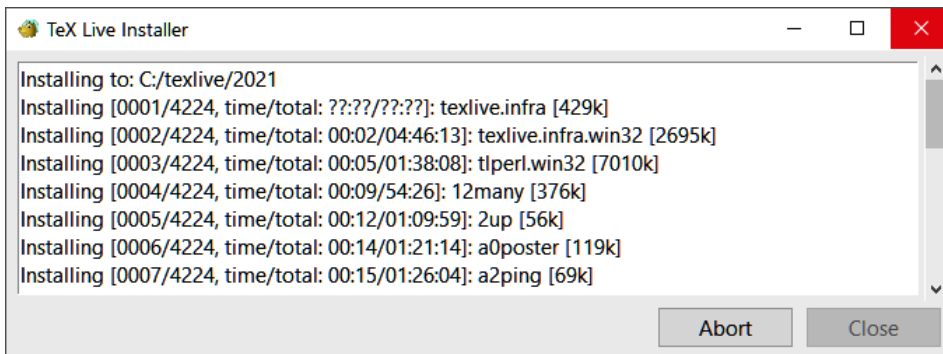 TeX Live Installer
Installing to: C:/texlive/2021
Installing [0001/4224, time/total: ??:??/??:??]: texlive.infra [429k]
Installing [0002/4224, time/total: 00:02/04:46:13]: texlive.infra.win32 [2695k]
Installing [0003/4224, time/total: 00:05/01:38:08]: tlperl.win32 [7010k]
Installing [0004/4224, time/total: 00:09/54:26]: 12many [376k]
Installing [0005/4224, time/total: 00:12/01:09:59]: 2up [56k]
Installing [0006/4224, time/total: 00:14/01:21:14]: a0poster [119k]
Installing [0007/4224, time/total: 00:15/01:26:04]: a2ping [69k]
Abort Close